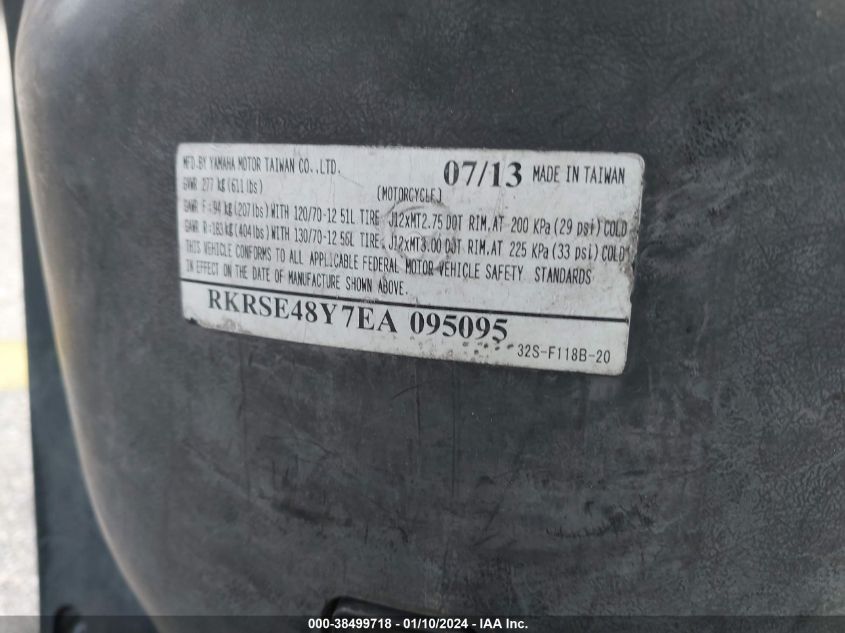 MFD.BY YAMAHA MOTOR TAIWAN CO.,LTD. 07/13 MADE IN TAIWAN
GVWR 277 kg (611 lbs) (MOTORCYCLE)
GAWR F: 94 kg (207 lbs) WITH 120/70-12 51L TIRE, J12xMT2.75 DOT RIM.AT 200 KPa (29 psi) COLD
GAWR R: 183 kg (404 lbs) WITH 130/70-12 56L TIRE, J12xMT3.00 DOT RIM.AT 225 KPa (33 psi) COLD
THIS VEHICLE CONFORMS TO ALL APPLICABLE FEDERAL MOTOR VEHICLE SAFETY STANDARDS
IN EFFECT ON THE DATE OF MANUFACTURE SHOWN ABOVE.
RKRSE48Y7EA 095095
32S-F118B-20
000-38499718 - 01/10/2024 - IAA Inc.